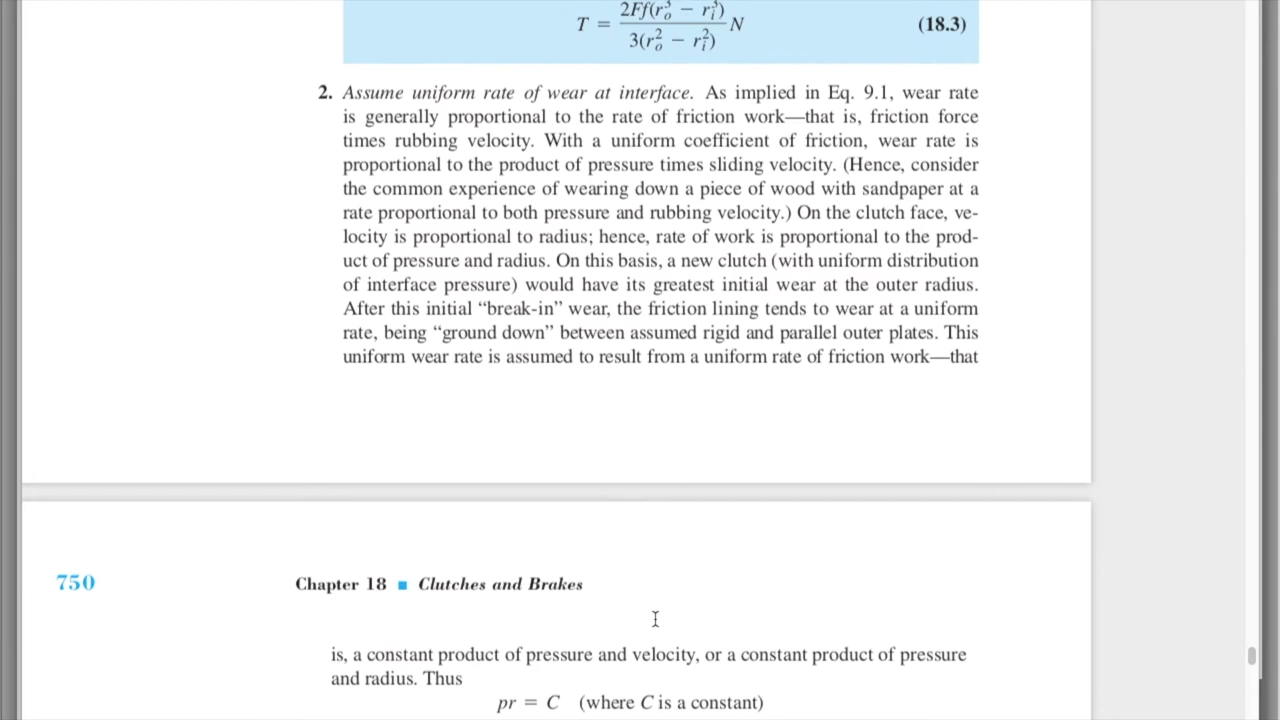 T = 2Ff(r_o^3 − r_i^3) / 3(r_o^2 − r_i^2) N (18.3)
2. Assume uniform rate of wear at interface. As implied in Eq. 9.1, wear rate
is generally proportional to the rate of friction work—that is, friction force
times rubbing velocity. With a uniform coefficient of friction, wear rate is
proportional to the product of pressure times sliding velocity. (Hence, consider
the common experience of wearing down a piece of wood with sandpaper at a
rate proportional to both pressure and rubbing velocity.) On the clutch face, ve-
locity is proportional to radius; hence, rate of work is proportional to the prod-
uct of pressure and radius. On this basis, a new clutch (with uniform distribution
of interface pressure) would have its greatest initial wear at the outer radius.
After this initial “break-in” wear, the friction lining tends to wear at a uniform
rate, being “ground down” between assumed rigid and parallel outer plates. This
uniform wear rate is assumed to result from a uniform rate of friction work—that
750
Chapter 18 ■ Clutches and Brakes
is, a constant product of pressure and velocity, or a constant product of pressure
and radius. Thus
pr = C (where C is a constant)